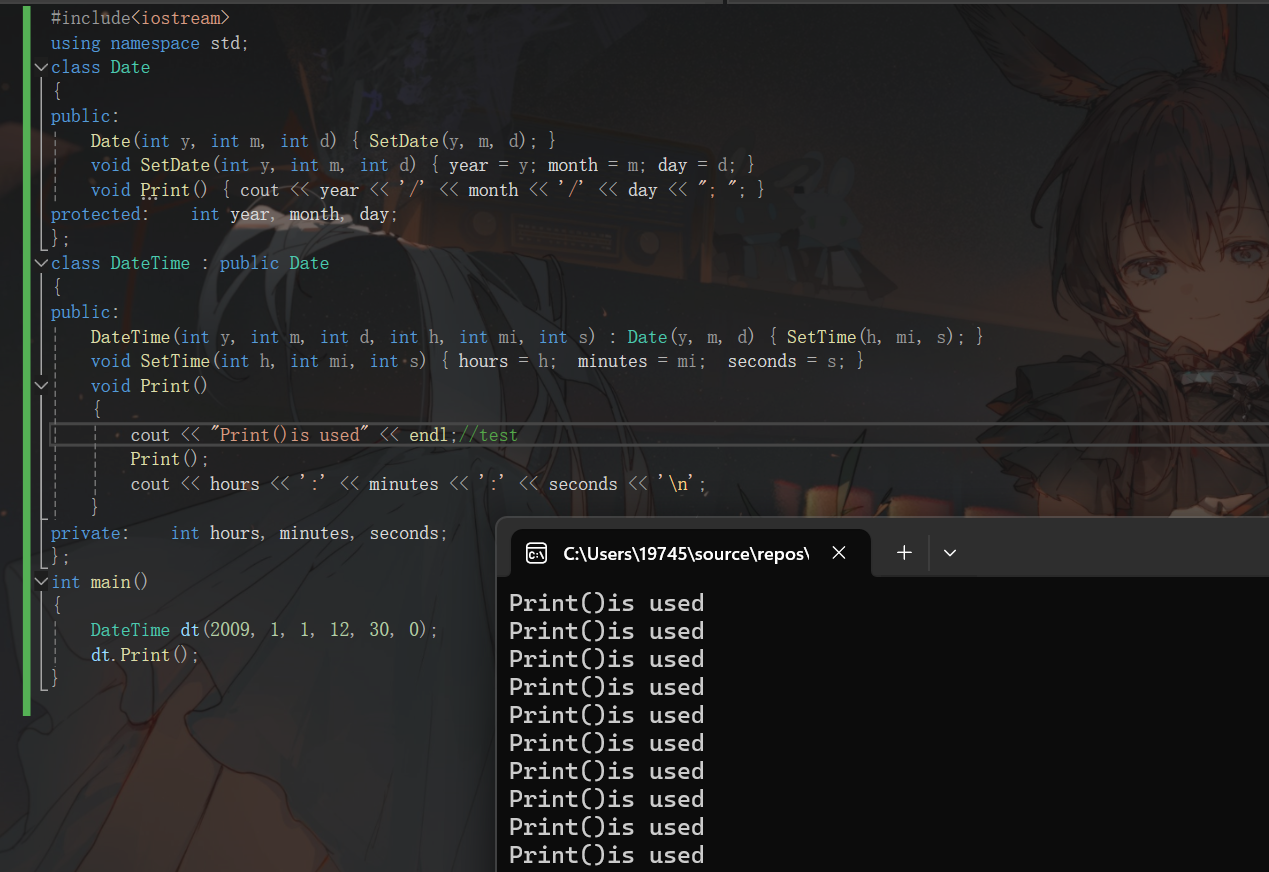 #include<iostream>
using namespace std;
class Date
{
public:
    Date(int y, int m, int d) { SetDate(y, m, d); }
    void SetDate(int y, int m, int d) { year = y; month = m; day = d; }
    void Print() { cout << year << '/' << month << '/' << day << "; "; }
protected:    int year, month, day;
};
class DateTime : public Date
{
public:
    DateTime(int y, int m, int d, int h, int mi, int s) : Date(y, m, d) { SetTime(h, mi, s); }
    void SetTime(int h, int mi, int s) { hours = h;  minutes = mi;  seconds = s; }
    void Print()
    {
        cout << "Print()is used" << endl;//test
        Print();
        cout << hours << ':' << minutes << ':' << seconds << '\n';
    }
private:    int hours, minutes, seconds;
};
int main()
{
    DateTime dt(2009, 1, 1, 12, 30, 0);
    dt.Print();
}
C:\Users\19745\source\repos\
Print()is used
Print()is used
Print()is used
Print()is used
Print()is used
Print()is used
Print()is used
Print()is used
Print()is used
Print()is used